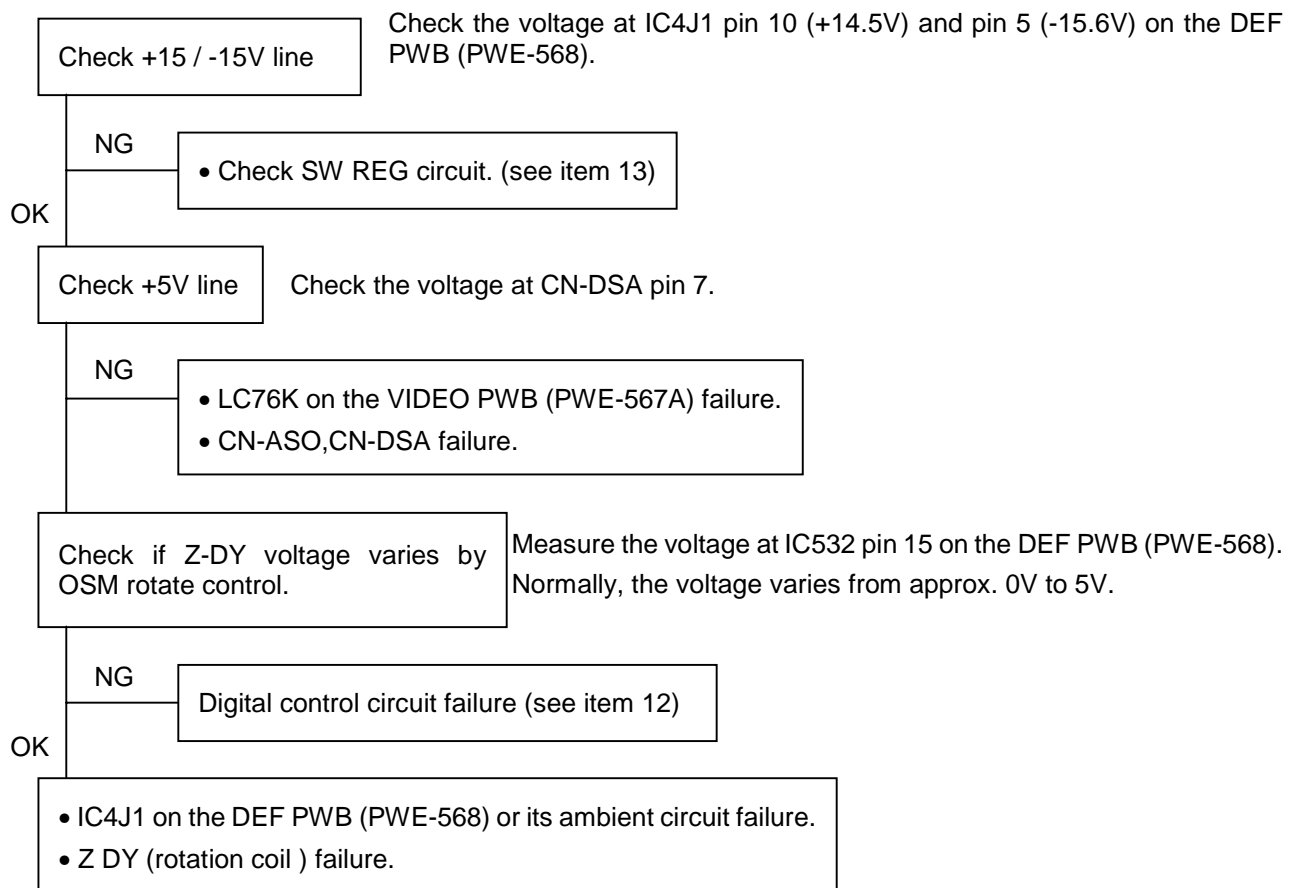 Check the voltage at IC4J1 pin 10 (+14.5V) and pin 5 (-15.6V) on the DEF
PWB (PWE-568).
Check +15 / -15V line
NG
• Check SW REG circuit. (see item 13)
OK
Check +5V line
Check the voltage at CN-DSA pin 7.
NG
• LC76K on the VIDEO PWB (PWE-567A) failure.
• CN-ASO,CN-DSA failure.
Check if Z-DY voltage varies by
OSM rotate control.
Measure the voltage at IC532 pin 15 on the DEF PWB (PWE-568).
Normally, the voltage varies from approx. 0V to 5V.
NG
Digital control circuit failure (see item 12)
OK
• IC4J1 on the DEF PWB (PWE-568) or its ambient circuit failure.
• Z DY (rotation coil ) failure.